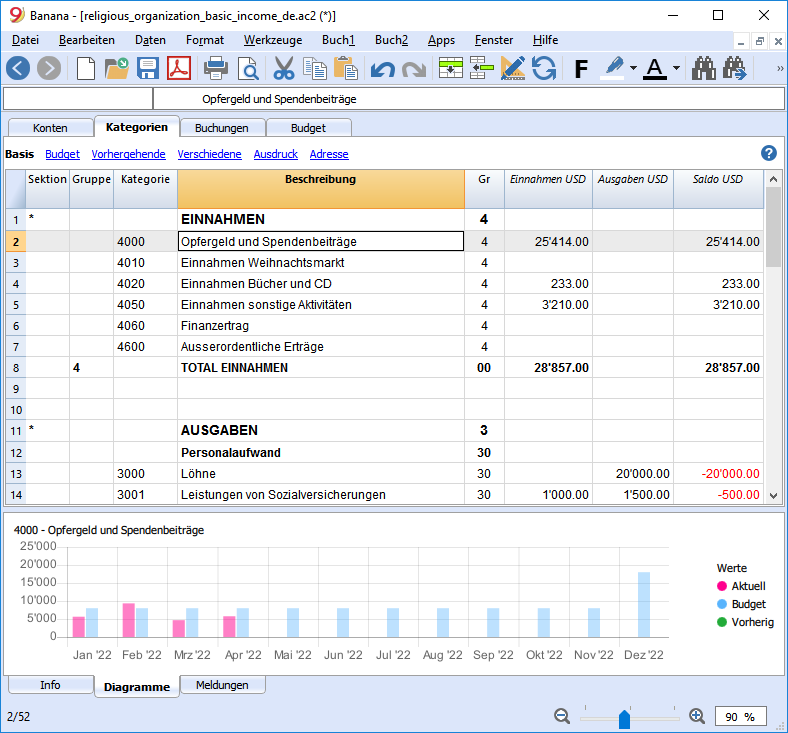 Banana - [religious_organization_basic_income_de.ac2 (*)]
Datei Bearbeiten Daten Format Werkzeuge Buch1 Buch2 Apps Fenster Hilfe
F A »
Opfergeld und Spendenbeiträge
Konten Kategorien Buchungen Budget
Basis Budget Vorhergehende Verschiedene Ausdruck Adresse ?
Sektion Gruppe Kategorie Beschreibung Gr Einnahmen USD Ausgaben USD Saldo USD
1 * EINNAHMEN 4
2 4000 Opfergeld und Spendenbeiträge 4 25'414.00 25'414.00
3 4010 Einnahmen Weihnachtsmarkt 4
4 4020 Einnahmen Bücher und CD 4 233.00 233.00
5 4050 Einnahmen sonstige Aktivitäten 4 3'210.00 3'210.00
6 4060 Finanzertrag 4
7 4600 Ausserordentliche Erträge 4
8 4 TOTAL EINNAHMEN 00 28'857.00 28'857.00
9
10
11 * AUSGABEN 3
12 Personalaufwand 30
13 3000 Löhne 30 20'000.00 -20'000.00
14 3001 Leistungen von Sozialversicherungen 30 1'000.00 1'500.00 -500.00
4000 - Opfergeld und Spendenbeiträge
25'000
20'000
15'000
10'000
5'000
0
Jan '22 Feb '22 Mrz '22 Apr '22 Mai '22 Jun '22 Jul '22 Aug '22 Sep '22 Okt '22 Nov '22 Dez '22
Werte
Aktuell
Budget
Vorherig
Info Diagramme Meldungen
2/52 90 %